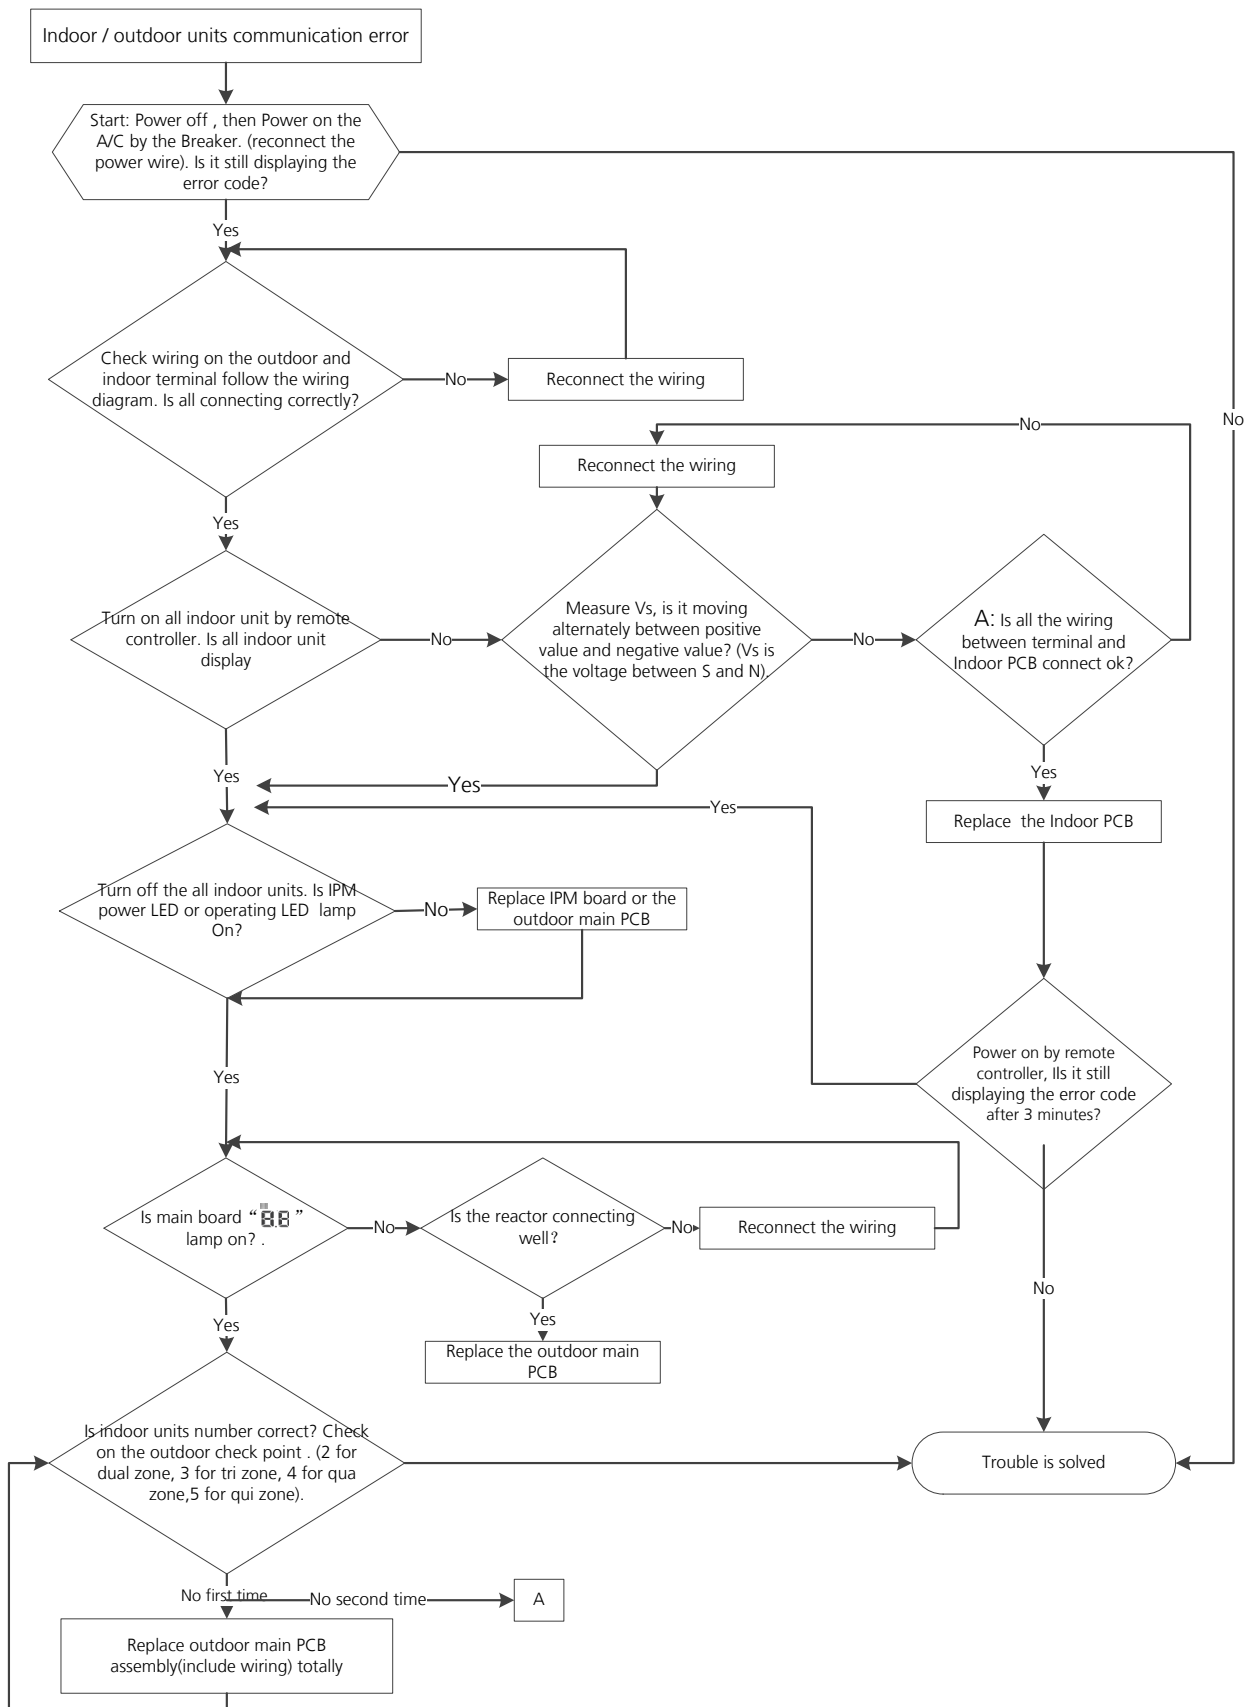 Indoor / outdoor units communication error
Start: Power off , then Power on the
A/C by the Breaker. (reconnect the
power wire). Is it still displaying the
error code?
Yes
No
Check wiring on the outdoor and
indoor terminal follow the wiring
diagram. Is all connecting correctly?
No
Reconnect the wiring
Yes
No
Reconnect the wiring
Turn on all indoor unit by remote
controller. Is all indoor unit
display
No
Measure Vs, is it moving
alternately between positive
value and negative value? (Vs is
the voltage between S and N).
No
A: Is all the wiring
between terminal and
Indoor PCB connect ok?
Yes
Yes
Yes
Yes
Replace the Indoor PCB
Turn off the all indoor units. Is IPM
power LED or operating LED lamp
On?
No
Replace IPM board or the
outdoor main PCB
Power on by remote
controller, IIs it still
displaying the error code
after 3 minutes?
Yes
No
Is main board “ 8.8 ”
lamp on? .
No
Is the reactor connecting
well?
No
Reconnect the wiring
Yes
Yes
Replace the outdoor main
PCB
Is indoor units number correct? Check
on the outdoor check point . (2 for
dual zone, 3 for tri zone, 4 for qua
zone,5 for qui zone).
Trouble is solved
No first time
No second time
A
Replace outdoor main PCB
assembly(include wiring) totally